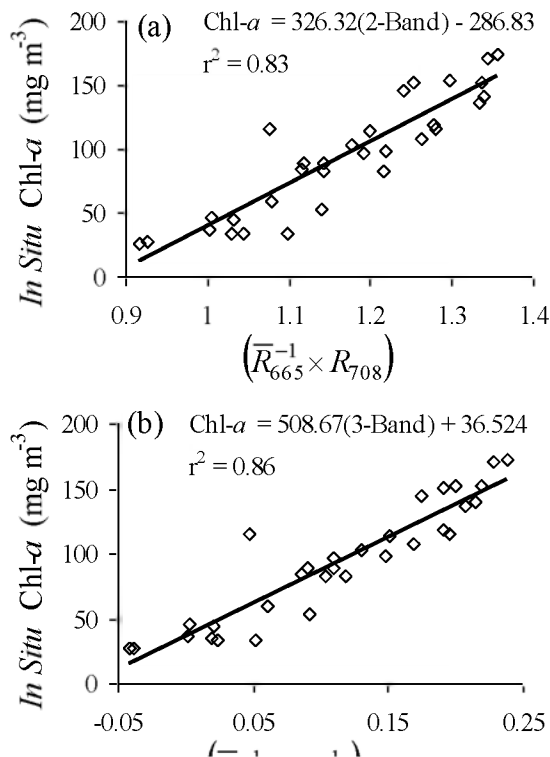 (a) Chl-a = 326.32(2-Band) - 286.83
r² = 0.83
In Situ Chl-a (mg m⁻³)
200
150
100
50
0
0.9 1 1.1 1.2 1.3 1.4
(R̅₆₆₅⁻¹ × R₇₀₈)
(b) Chl-a = 508.67(3-Band) + 36.524
r² = 0.86
In Situ Chl-a (mg m⁻³)
200
150
100
50
0
-0.05 0.05 0.15 0.25